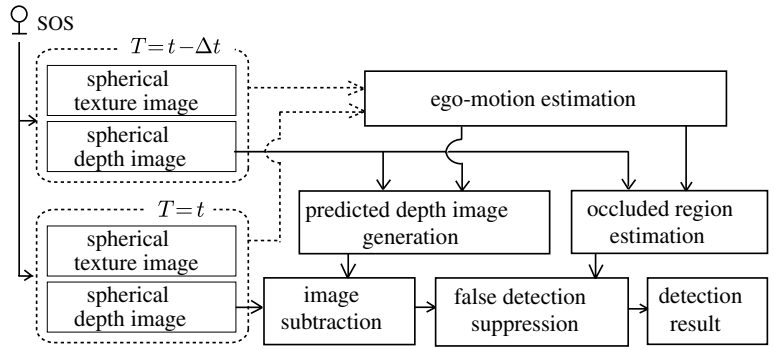 SOS
T=t−Δt
spherical
texture image
spherical
depth image
ego-motion estimation
T=t
spherical
texture image
spherical
depth image
predicted depth image
generation
occluded region
estimation
image
subtraction
false detection
suppression
detection
result